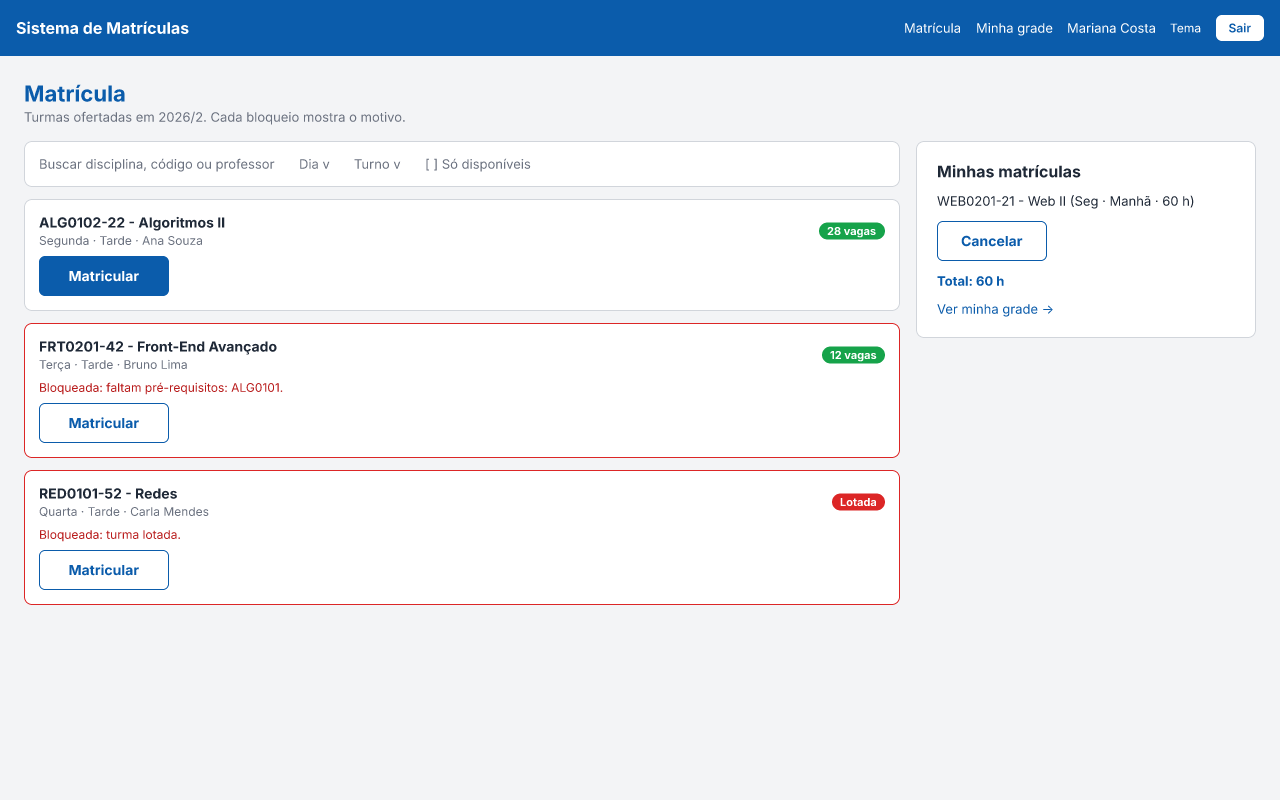 Sistema de Matrículas
Matrícula Minha grade Mariana Costa Tema Sair
Matrícula
Turmas ofertadas em 2026/2. Cada bloqueio mostra o motivo.
Buscar disciplina, código ou professor Dia v Turno v [ ] Só disponíveis
ALG0102-22 - Algoritmos II
Segunda · Tarde · Ana Souza
28 vagas
Matricular
FRT0201-42 - Front-End Avançado
Terça · Tarde · Bruno Lima
12 vagas
Bloqueada: faltam pré-requisitos: ALG0101.
Matricular
RED0101-52 - Redes
Quarta · Tarde · Carla Mendes
Lotada
Bloqueada: turma lotada.
Matricular
Minhas matrículas
WEB0201-21 - Web II (Seg · Manhã · 60 h)
Cancelar
Total: 60 h
Ver minha grade →